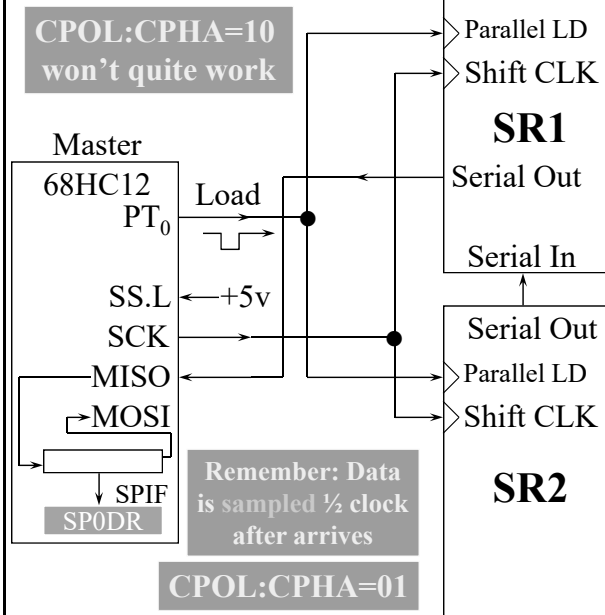 CPOL:CPHA=10
won’t quite work
Parallel LD
Shift CLK
SR1
Serial Out
Serial In
Master
68HC12
PT0
Load
SS.L
+5v
SCK
MISO
MOSI
SPIF
SP0DR
Serial Out
Parallel LD
Shift CLK
SR2
Remember: Data
is sampled ½ clock
after arrives
CPOL:CPHA=01